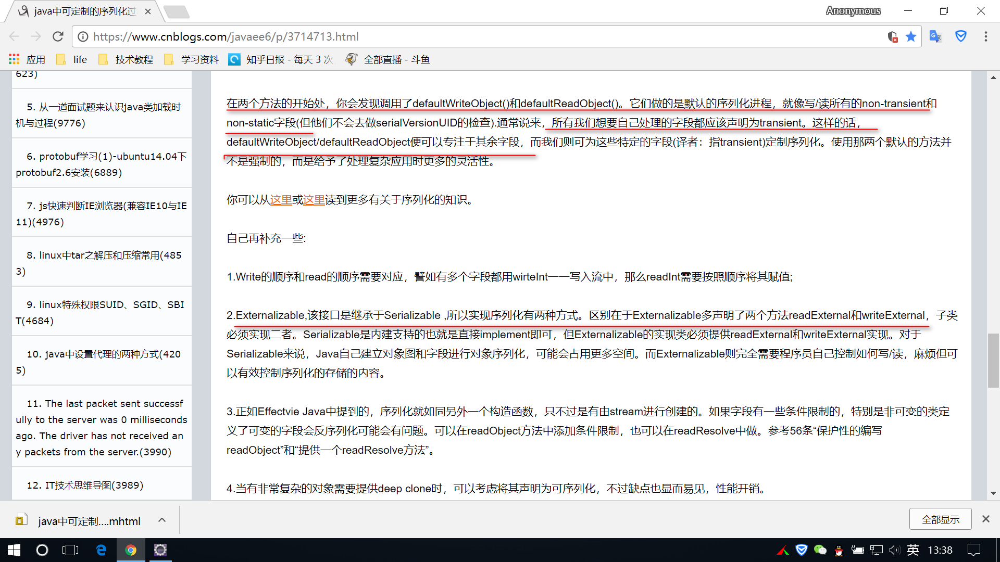 java中可定制的序列化过
Anonymous
https://www.cnblogs.com/javaee6/p/3714713.html
应用
life
技术教程
学习资料
知乎日报 - 每天 3 次
全部直播 - 斗鱼
623)
5. 从一道面试题来认识java类加载时
机与过程(9776)
6. protobuf学习(1)-ubuntu14.04下
protobuf2.6安装(6889)
7. js快速判断IE浏览器(兼容IE10与IE
11)(4976)
8. linux中tar之解压和压缩常用(485
3)
9. linux特殊权限SUID、SGID、SBI
T(4684)
10. java中设置代理的两种方式(420
5)
11. The last packet sent successf
ully to the server was 0 milliseconds
ago. The driver has not received an
y packets from the server.(3990)
12. IT技术思维导图(3989)
在两个方法的开始处，你会发现调用了defaultWriteObject()和defaultReadObject()。它们做的是默认的序列化进程，就像写/读所有的non-transient和
non-static字段(但他们不会去做serialVersionUID的检查).通常说来，所有我们想要自己处理的字段都应该声明为transient。这样的话，
defaultWriteObject/defaultReadObject便可以专注于其余字段，而我们则可为这些特定的字段(译者：指transient)定制序列化。使用那两个默认的方法并
不是强制的，而是给予了处理复杂应用时更多的灵活性。
你可以从这里或这里读到更多有关于序列化的知识。
自己再补充一些:
1.Write的顺序和read的顺序需要对应，譬如有多个字段都用wirteInt一一写入流中，那么readInt需要按照顺序将其赋值;
2.Externalizable,该接口是继承于Serializable ,所以实现序列化有两种方式。区别在于Externalizable多声明了两个方法readExternal和writeExternal，子类
必须实现二者。Serializable是内建支持的也就是直接implement即可，但Externalizable的实现类必须提供readExternal和writeExternal实现。对于
Serializable来说，Java自己建立对象图和字段进行对象序列化，可能会占用更多空间。而Externalizable则完全需要程序员自己控制如何写/读，麻烦但可
以有效控制序列化的存储的内容。
3.正如Effectvie Java中提到的，序列化就如同另外一个构造函数，只不过是有由stream进行创建的。如果字段有一些条件限制的，特别是非可变的类定
义了可变的字段会反序列化可能会有问题。可以在readObject方法中添加条件限制，也可以在readResolve中做。参考56条“保护性的编写
readObject”和“提供一个readResolve方法”。
4.当有非常复杂的对象需要提供deep clone时，可以考虑将其声明为可序列化，不过缺点也显而易见，性能开销。
java中可定制....mhtml
全部显示
英
13:38